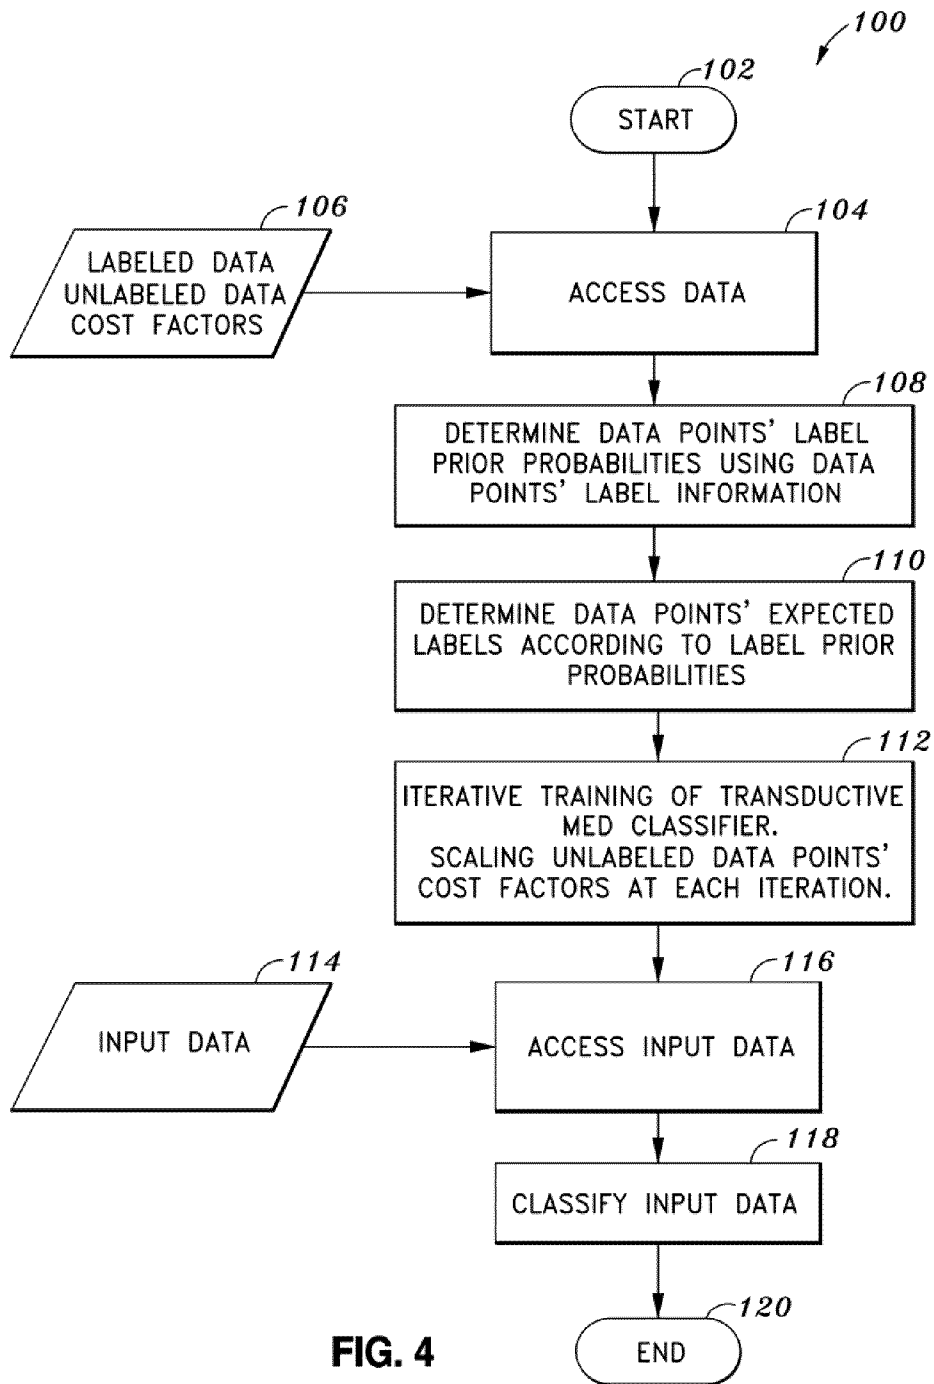 100
102
START
106
104
LABELED DATA
UNLABELED DATA
COST FACTORS
ACCESS DATA
108
DETERMINE DATA POINTS' LABEL
PRIOR PROBABILITIES USING DATA
POINTS' LABEL INFORMATION
110
DETERMINE DATA POINTS' EXPECTED
LABELS ACCORDING TO LABEL PRIOR
PROBABILITIES
112
ITERATIVE TRAINING OF TRANSDUCTIVE
MED CLASSIFIER.
SCALING UNLABELED DATA POINTS'
COST FACTORS AT EACH ITERATION.
114
116
INPUT DATA
ACCESS INPUT DATA
118
CLASSIFY INPUT DATA
120
END
FIG. 4